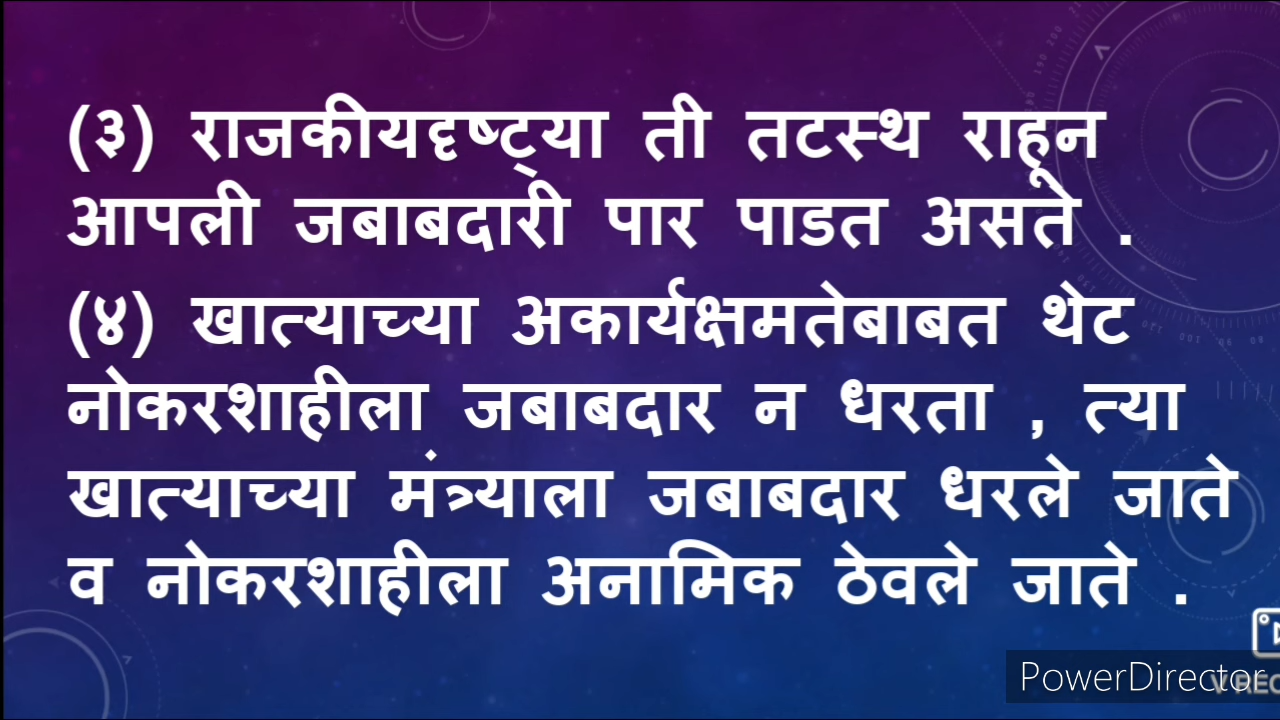 (३) राजकीयदृष्ट्या ती तटस्थ राहून
आपली जबाबदारी पार पाडत असते .
(४) खात्याच्या अकार्यक्षमतेबाबत थेट
नोकरशाहीला जबाबदार न धरता , त्या
खात्याच्या मंत्र्याला जबाबदार धरले जाते
व नोकरशाहीला अनामिक ठेवले जाते .
PowerDirector